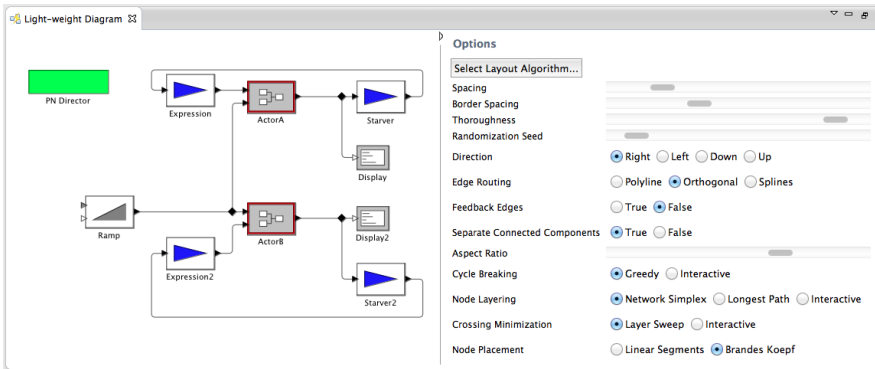 Light-weight Diagram
PN Director
Expression
ActorA
Starver
Display
Ramp
ActorB
Display2
Expression2
Starver2
Options
Select Layout Algorithm...
Spacing
Border Spacing
Thoroughness
Randomization Seed
Direction Right Left Down Up
Edge Routing Polyline Orthogonal Splines
Feedback Edges True False
Separate Connected Components True False
Aspect Ratio
Cycle Breaking Greedy Interactive
Node Layering Network Simplex Longest Path Interactive
Crossing Minimization Layer Sweep Interactive
Node Placement Linear Segments Brandes Koepf